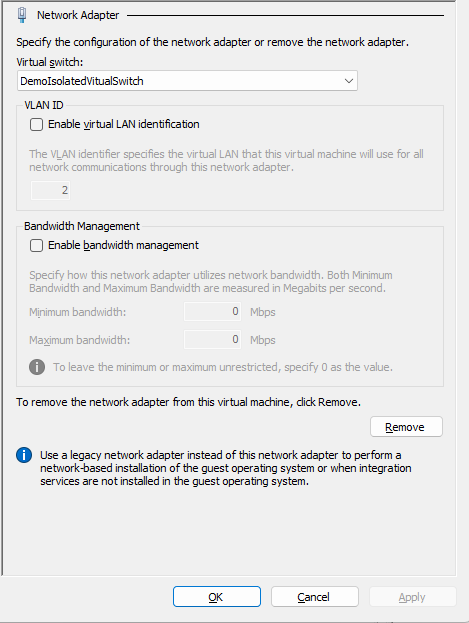 Network Adapter
Specify the configuration of the network adapter or remove the network adapter.
Virtual switch:
DemoIsolatedVitualSwitch
VLAN ID
Enable virtual LAN identification
The VLAN identifier specifies the virtual LAN that this virtual machine will use for all
network communications through this network adapter.
2
Bandwidth Management
Enable bandwidth management
Specify how this network adapter utilizes network bandwidth. Both Minimum
Bandwidth and Maximum Bandwidth are measured in Megabits per second.
Minimum bandwidth: 0 Mbps
Maximum bandwidth: 0 Mbps
To leave the minimum or maximum unrestricted, specify 0 as the value.
To remove the network adapter from this virtual machine, click Remove.
Remove
Use a legacy network adapter instead of this network adapter to perform a
network-based installation of the guest operating system or when integration
services are not installed in the guest operating system.
OK Cancel Apply